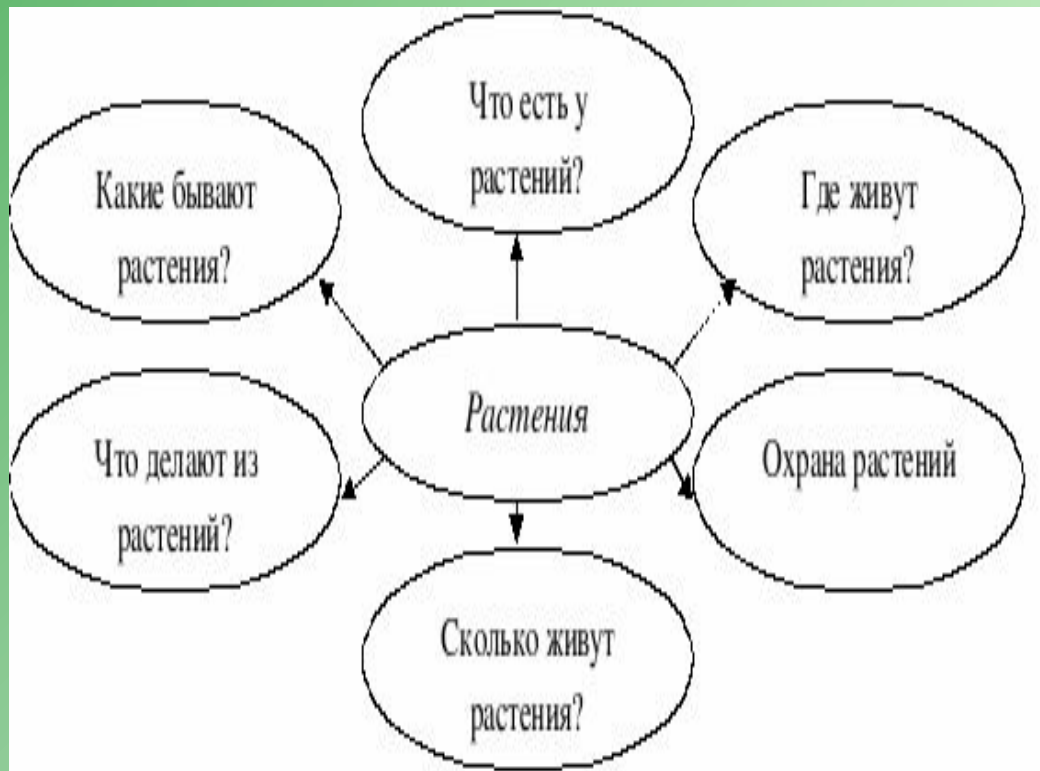 Что есть у
растений?
Какие бывают
растения?
Где живут
растения?
Растения
Что делают из
растений?
Охрана растений
Сколько живут
растения?